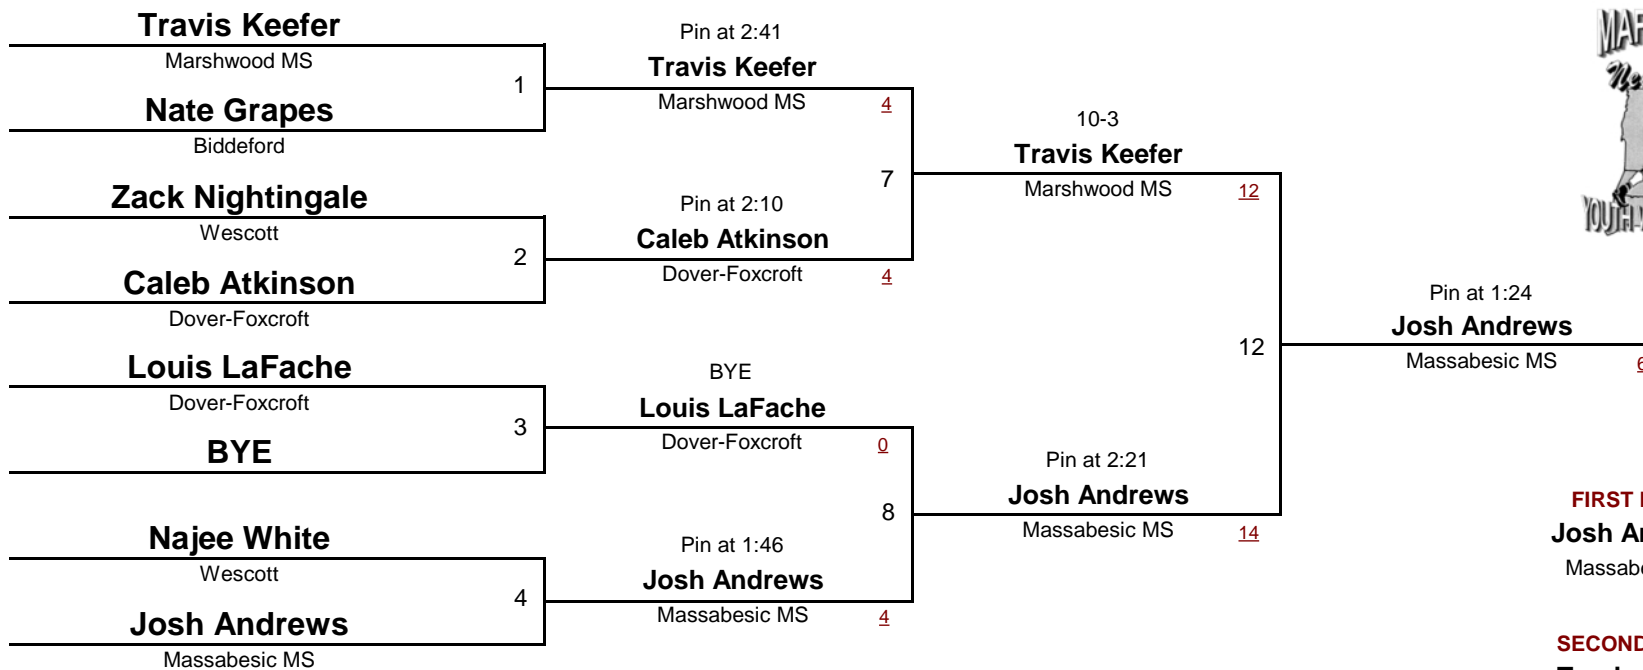 Travis Keefer
Marshwood MS
1
Nate Grapes
Biddeford
Zack Nightingale
Wescott
2
Caleb Atkinson
Dover-Foxcroft
Louis LaFache
Dover-Foxcroft
3
BYE
Najee White
Wescott
4
Josh Andrews
Massabesic MS
Pin at 2:41
Travis Keefer
Marshwood MS 4
7
Pin at 2:10
Caleb Atkinson
Dover-Foxcroft 4
BYE
Louis LaFache
Dover-Foxcroft 0
8
Pin at 1:46
Josh Andrews
Massabesic MS 4
10-3
Travis Keefer
Marshwood MS 12
12
Pin at 2:21
Josh Andrews
Massabesic MS 14
Pin at 1:24
Josh Andrews
Massabesic MS
FIRST
Josh
SECOND